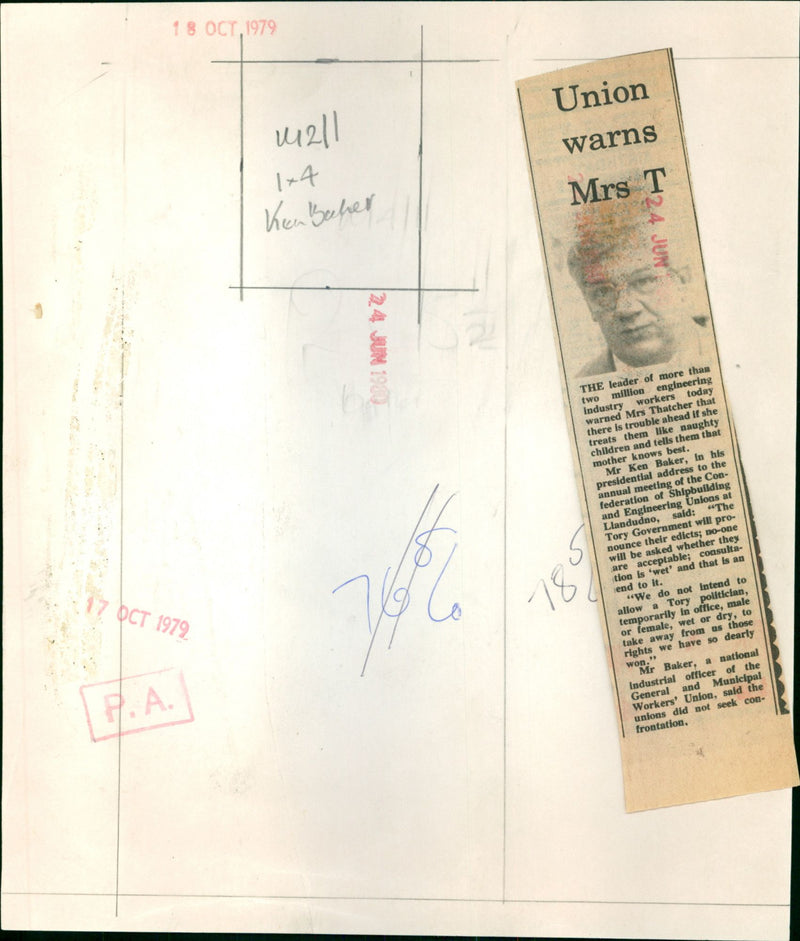 18 OCT 1979
1x4
Ken Baker
24 JUN 1980
76%
17 OCT 1979
P.A.
Union
warns
Mrs T
24 JUN
THE leader of more than
two million engineering
industry workers today
warned Mrs Thatcher that
there is trouble ahead if she
treats them like naughty
children and tells them that
mother knows best.
Mr Ken Baker, in his
presidential address to the
annual meeting of the Con-
federation of Shipbuilding
and Engineering Unions at
Llandudno, said: "The
Tory Government will pro-
nounce their edicts; no-one
will be asked whether they
are acceptable; consulta-
tion is 'wet' and that is an
end to it.
"We do not intend to
allow a Tory politician,
temporarily in office, male
or female, wet or dry, to
take away from us those
rights we have so dearly
won."
Mr Baker, a national
industrial officer of the
General and Municipal
Workers' Union, said the
unions did not seek con-
frontation.